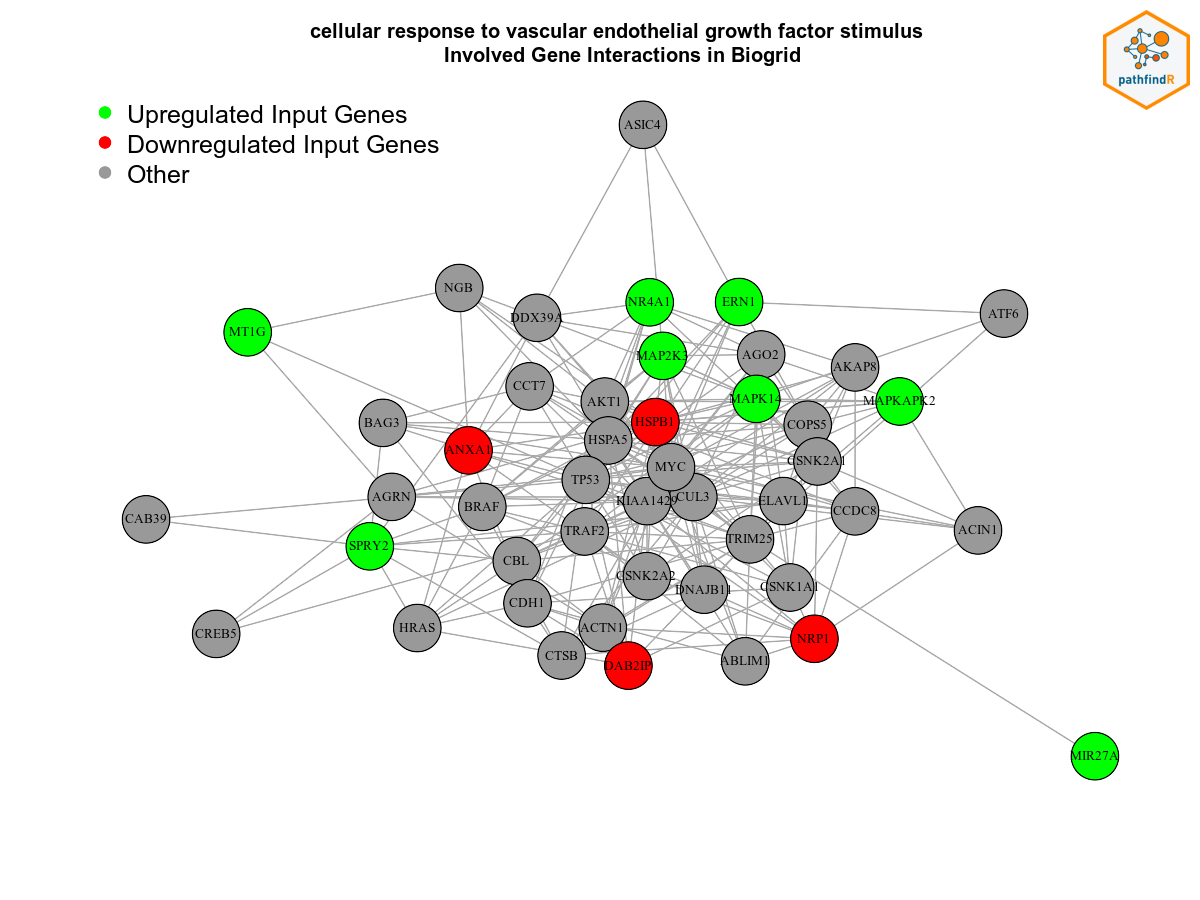 cellular response to vascular endothelial growth factor stimulus
Involved Gene Interactions in Biogrid
pathfindR
Upregulated Input Genes
Downregulated Input Genes
Other
ASIC4
NGB
DDX39A
NR4A1
ERN1
ATF6
MT1G
MAP2K3
AGO2
AKAP8
CCT7
AKT1
MAPK14
MAPKAPK2
BAG3
HSPB1
COPS5
HSPA5
ANXA1
MYC
CSNK2A1
TP53
AGRN
BRAF
KIAA1429
CUL3
ELAVL1
CCDC8
CAB39
TRAF2
TRIM25
ACIN1
SPRY2
CBL
CSNK2A2
DNAJB11
CSNK1A1
CDH1
CREB5
HRAS
ACTN1
NRP1
CTSB
DAB2IP
ABLIM1
MIR27A